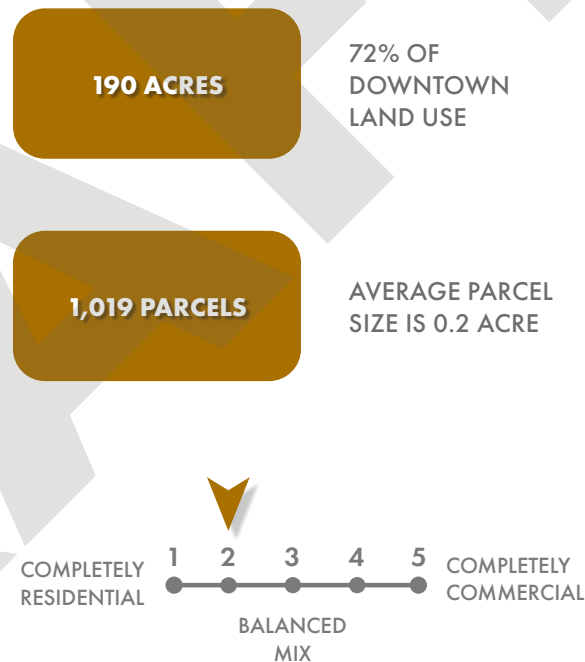 190 ACRES
72% OF
DOWNTOWN
LAND USE
1,019 PARCELS
AVERAGE PARCEL
SIZE IS 0.2 ACRE
1 2 3 4 5
COMPLETELY
RESIDENTIAL
COMPLETELY
COMMERCIAL
BALANCED
MIX